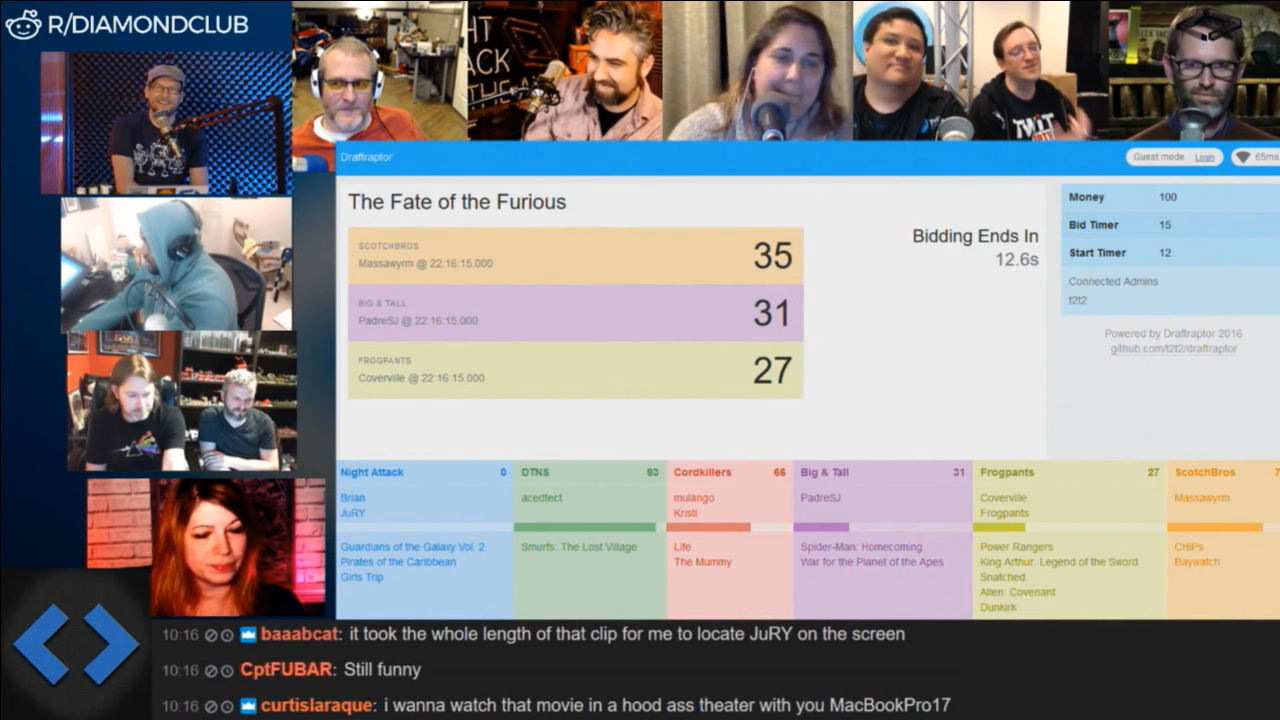 R/DIAMONDCLUB
Draftraptor
Guest mode Login 65ms
The Fate of the Furious
SCOTCHBROS
Massawyrm @ 22:16:15.000
35
BIG & TALL
PadreSJ @ 22:16:15.000
31
FROGPANTS
Coverville @ 22:16:15.000
27
Bidding Ends In
12.6s
Money 100
Bid Timer 15
Start Timer 12
Connected Admins
t2t2
Powered by Draftraptor 2016
github.com/t2t2/draftraptor
Night Attack 0
Brian
JuRY
Guardians of the Galaxy Vol. 2
Pirates of the Caribbean
Girls Trip
DTNS 93
acedtect
Smurfs: The Lost Village
Cordkillers 66
mulango
Kristi
Life
The Mummy
Big & Tall 31
PadreSJ
Spider-Man: Homecoming
War for the Planet of the Apes
Frogpants 27
Coverville
Frogpants
Power Rangers
King Arthur: Legend of the Sword
Snatched
Alien: Covenant
Dunkirk
ScotchBros
Massawyrm
CHiPs
Baywatch
10:16 baaabcat: it took the whole length of that clip for me to locate JuRY on the screen
10:16 CptFUBAR: Still funny
10:16 curtislaraque: i wanna watch that movie in a hood ass theater with you MacBookPro17